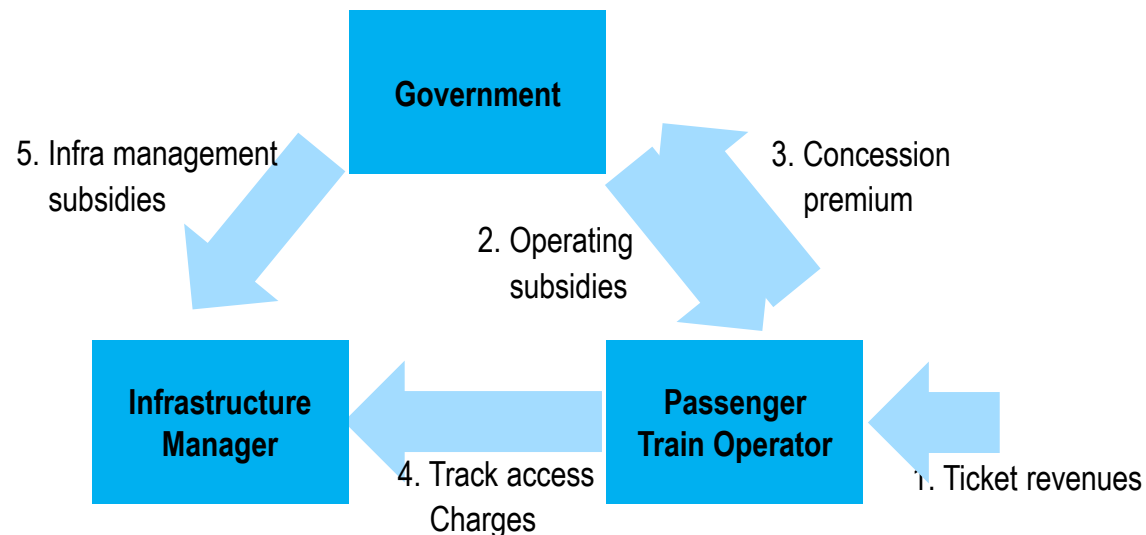 Government
5. Infra management
subsidies
3. Concession
premium
2. Operating
subsidies
Infrastructure
Manager
Passenger
Train Operator
4. Track access
Charges
1. Ticket revenues